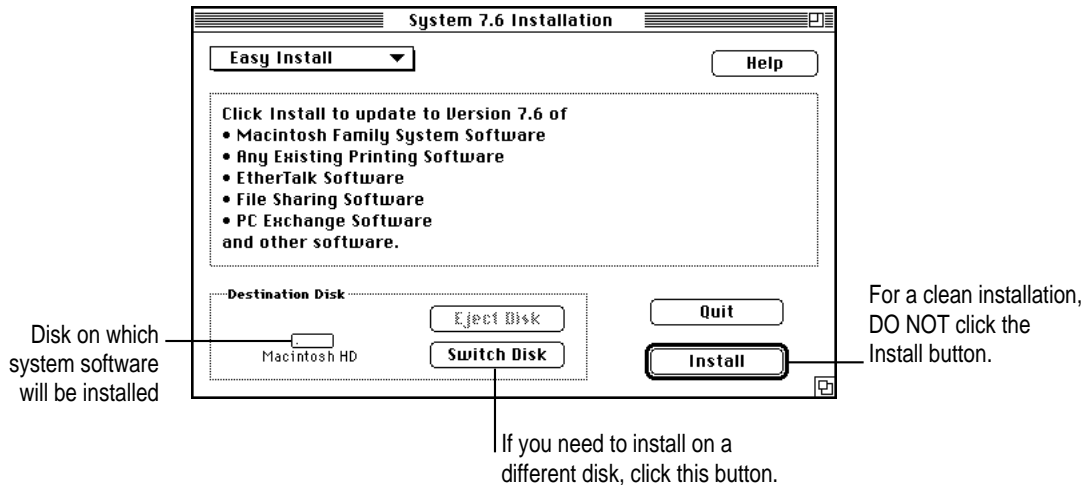 System 7.6 Installation
Easy Install
Help
Click Install to update to Version 7.6 of
• Macintosh Family System Software
• Any Existing Printing Software
• EtherTalk Software
• File Sharing Software
• PC Exchange Software
and other software.
Destination Disk
Eject Disk
Quit
Macintosh HD
Switch Disk
Install
Disk on which
system software
will be installed
For a clean installation,
DO NOT click the
Install button.
If you need to install on a
different disk, click this button.